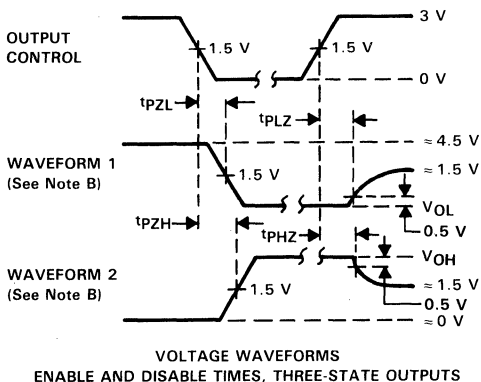 3 V
OUTPUT
CONTROL
1.5 V
1.5 V
0 V
tPZL
tPLZ
≈ 4.5 V
WAVEFORM 1
(See Note B)
1.5 V
≈ 1.5 V
VOL
0.5 V
tPZH
tPHZ
VOH
WAVEFORM 2
(See Note B)
1.5 V
≈ 1.5 V
0.5 V
≈ 0 V
VOLTAGE WAVEFORMS
ENABLE AND DISABLE TIMES, THREE-STATE OUTPUTS